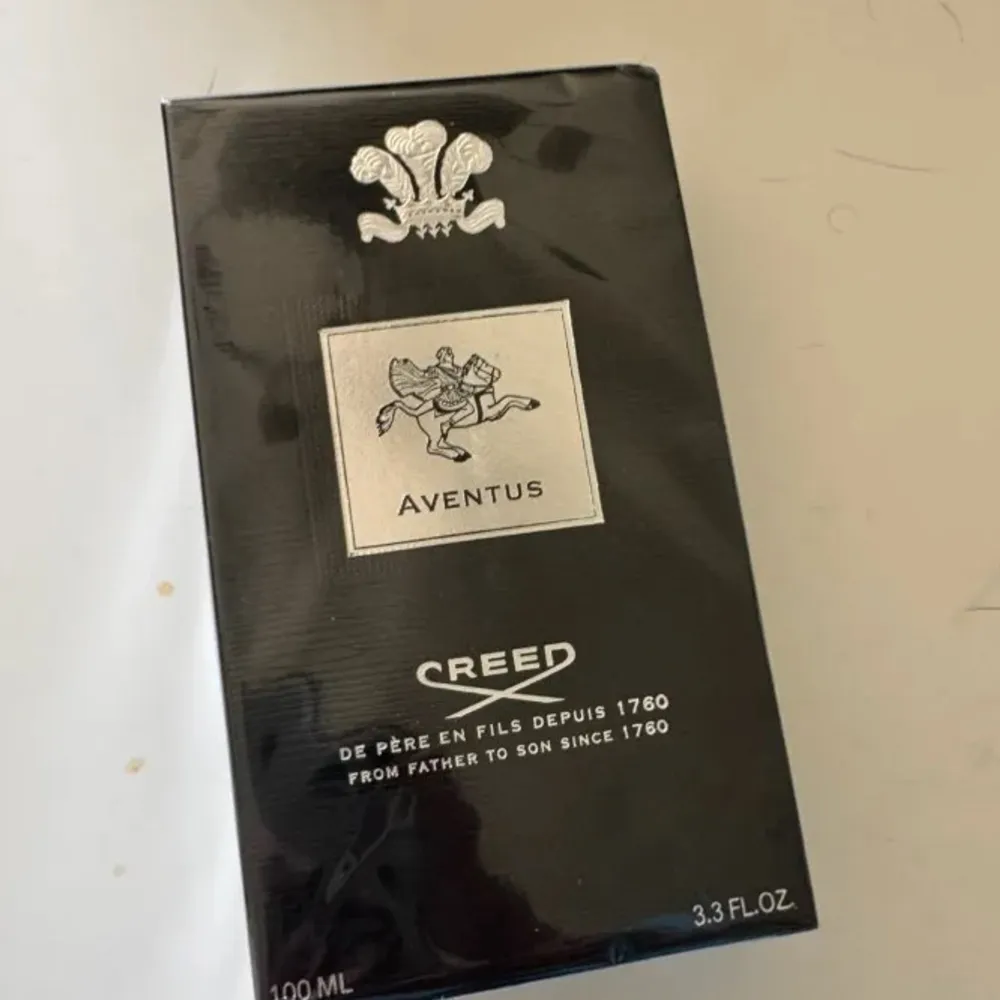 AVENTUS
CREED
DE PÈRE EN FILS DEPUIS 1760
FROM FATHER TO SON SINCE 1760
3.3 FL.OZ.
100 ML